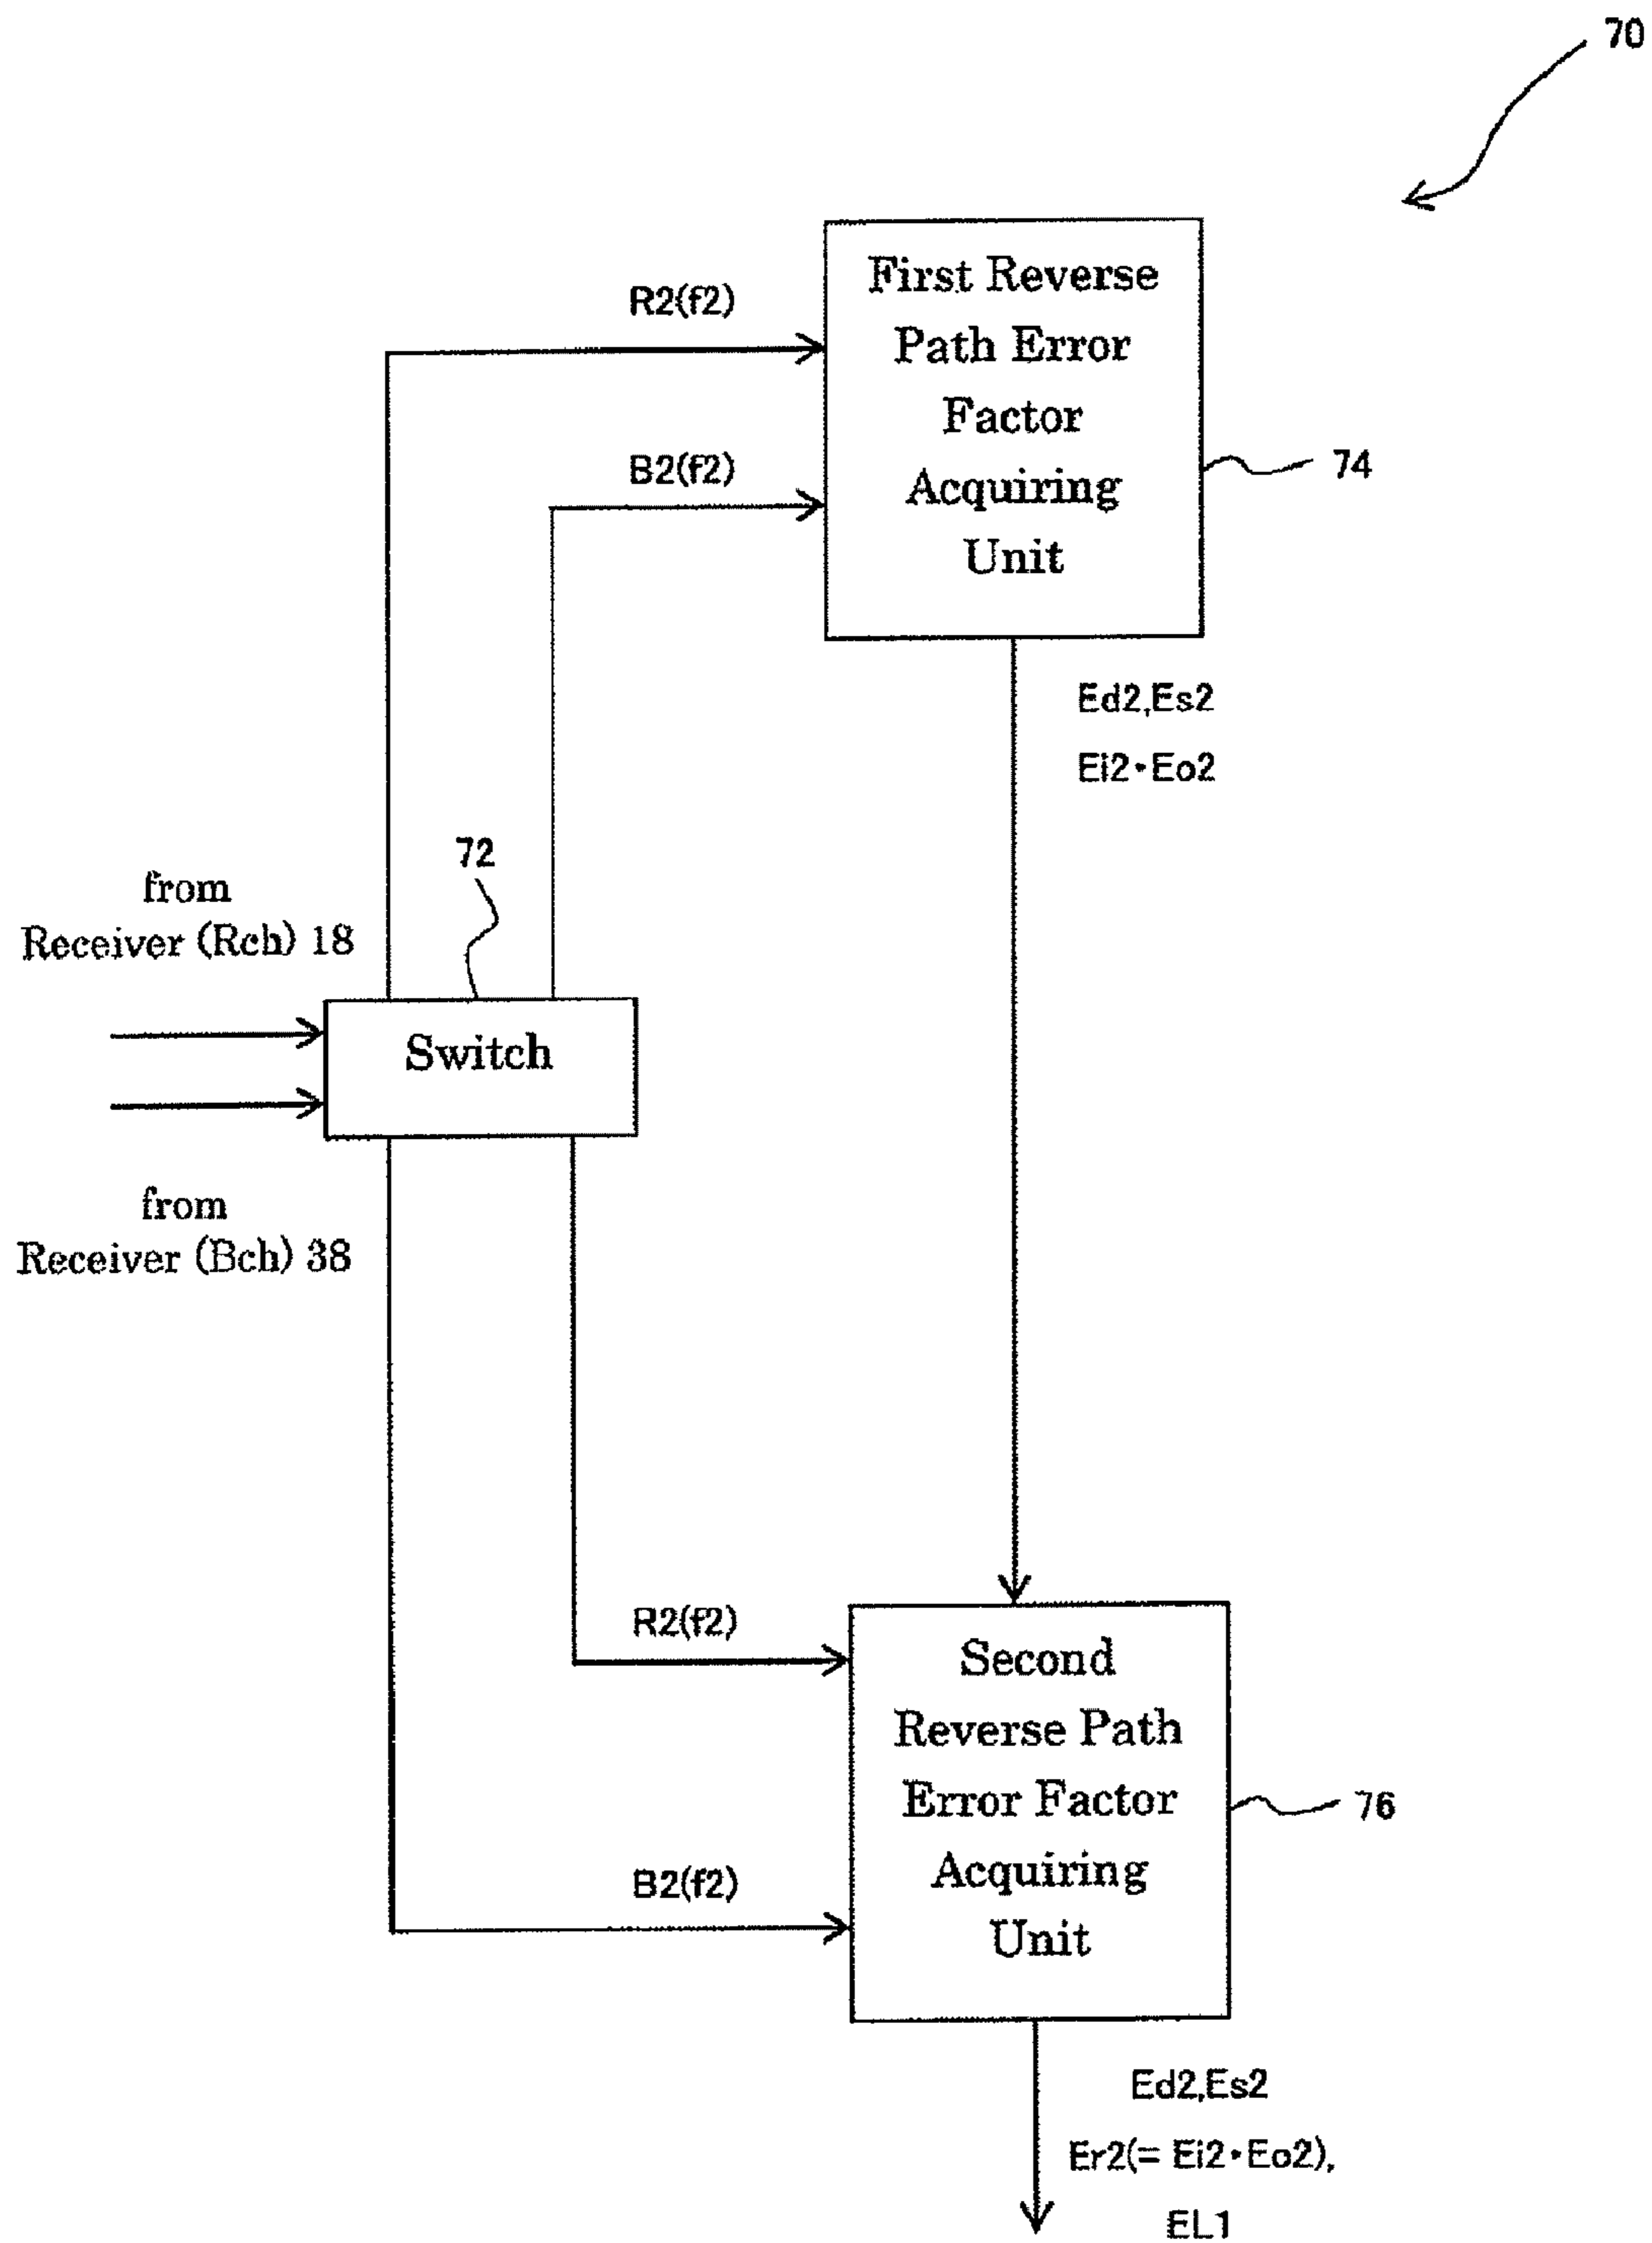 70
First Reverse
Path Error
Factor
Acquiring
Unit
R2(f2)
B2(f2)
74
Ed2,Es2
Ei2・Eo2
72
from
Receiver (Rch) 18
Switch
from
Receiver (Bch) 38
R2(f2)
B2(f2)
Second
Reverse Path
Error Factor
Acquiring
Unit
76
Ed2,Es2
Er2(= Ei2・Eo2),
EL1